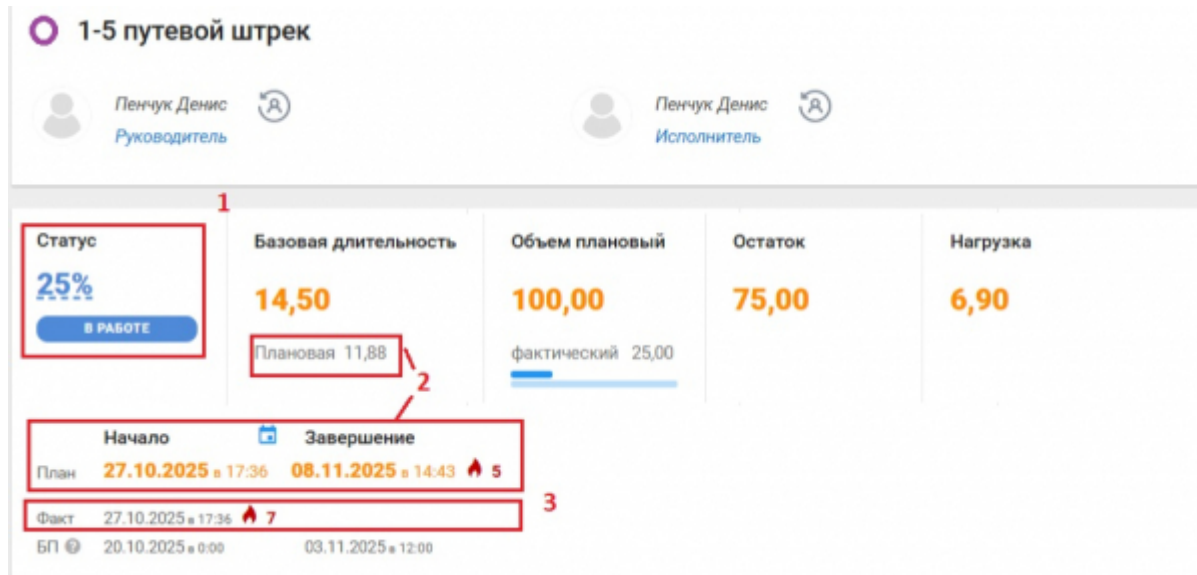 1-5 путевой штрек
Пенчук Денис
Руководитель
Пенчук Денис
Исполнитель
1
Статус
25%
В РАБОТЕ
Базовая длительность
14,50
Плановая 11,88
Объем плановый
100,00
фактический 25,00
Остаток
75,00
Нагрузка
6,90
2
Начало Завершение
План 27.10.2025 в 17:36 08.11.2025 в 14:43 5
3
Факт 27.10.2025 в 17:36 7
БП ? 20.10.2025 в 0:00 03.11.2025 в 12:00